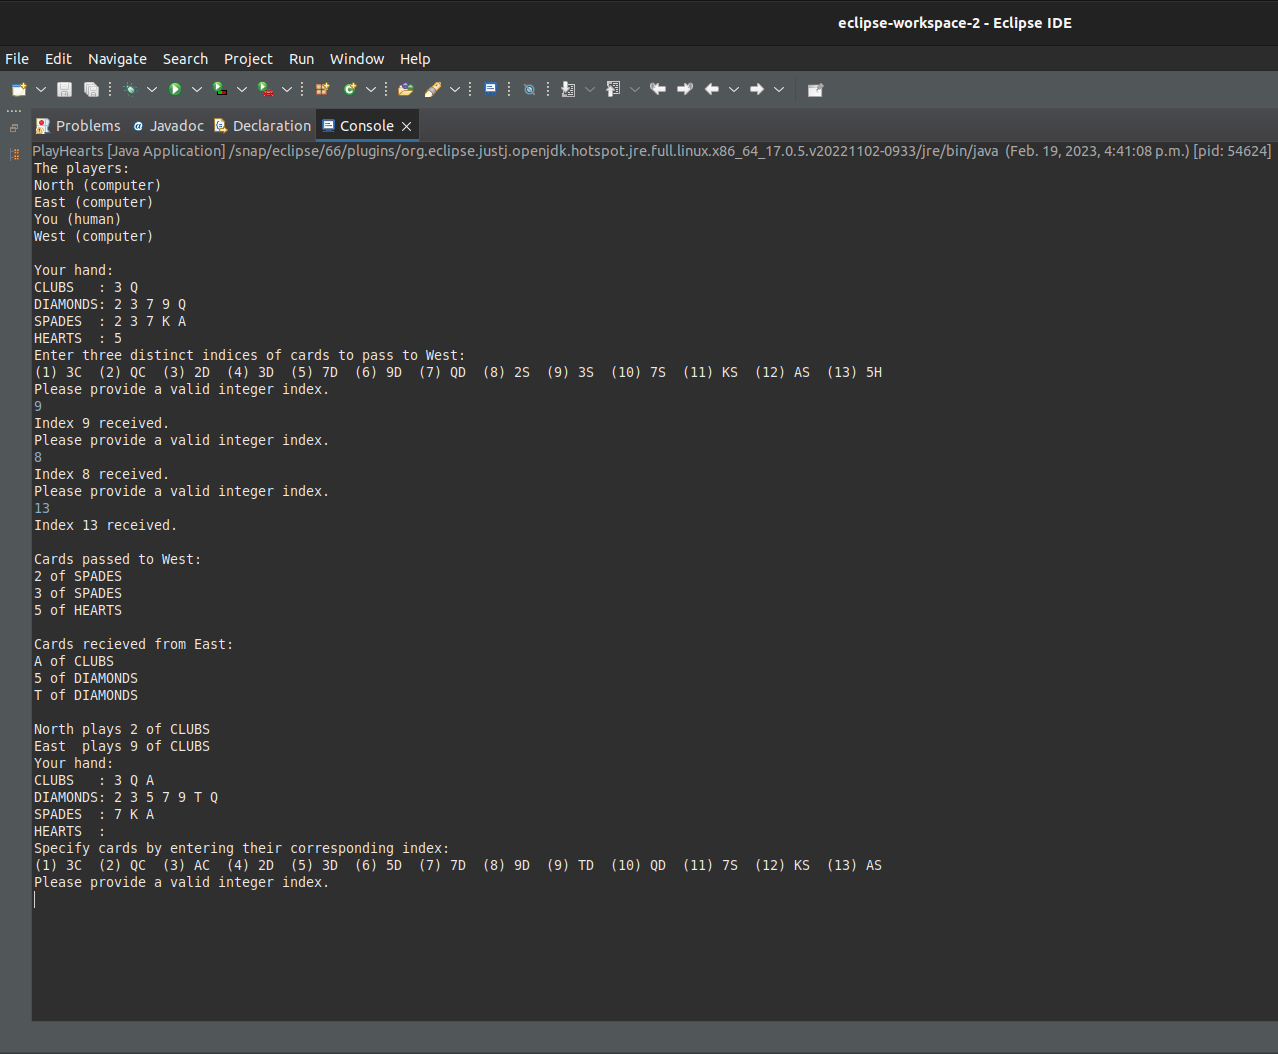 eclipse-workspace-2 - Eclipse IDE
File Edit Navigate Search Project Run Window Help
Problems @ Javadoc Declaration Console
PlayHearts [Java Application] /snap/eclipse/66/plugins/org.eclipse.justj.openjdk.hotspot.jre.full.linux.x86_64_17.0.5.v20221102-0933/jre/bin/java (Feb. 19, 2023, 4:41:08 p.m.) [pid: 54624]
The players:
North (computer)
East (computer)
You (human)
West (computer)
Your hand:
CLUBS   : 3 Q
DIAMONDS: 2 3 7 9 Q
SPADES  : 2 3 7 K A
HEARTS  : 5
Enter three distinct indices of cards to pass to West:
(1) 3C  (2) QC  (3) 2D  (4) 3D  (5) 7D  (6) 9D  (7) QD  (8) 2S  (9) 3S  (10) 7S  (11) KS  (12) AS  (13) 5H
Please provide a valid integer index.
9
Index 9 received.
Please provide a valid integer index.
8
Index 8 received.
Please provide a valid integer index.
13
Index 13 received.
Cards passed to West:
2 of SPADES
3 of SPADES
5 of HEARTS
Cards recieved from East:
A of CLUBS
5 of DIAMONDS
T of DIAMONDS
North plays 2 of CLUBS
East  plays 9 of CLUBS
Your hand:
CLUBS   : 3 Q A
DIAMONDS: 2 3 5 7 9 T Q
SPADES  : 7 K A
HEARTS  :
Specify cards by entering their corresponding index:
(1) 3C  (2) QC  (3) AC  (4) 2D  (5) 3D  (6) 5D  (7) 7D  (8) 9D  (9) TD  (10) QD  (11) 7S  (12) KS  (13) AS
Please provide a valid integer index.